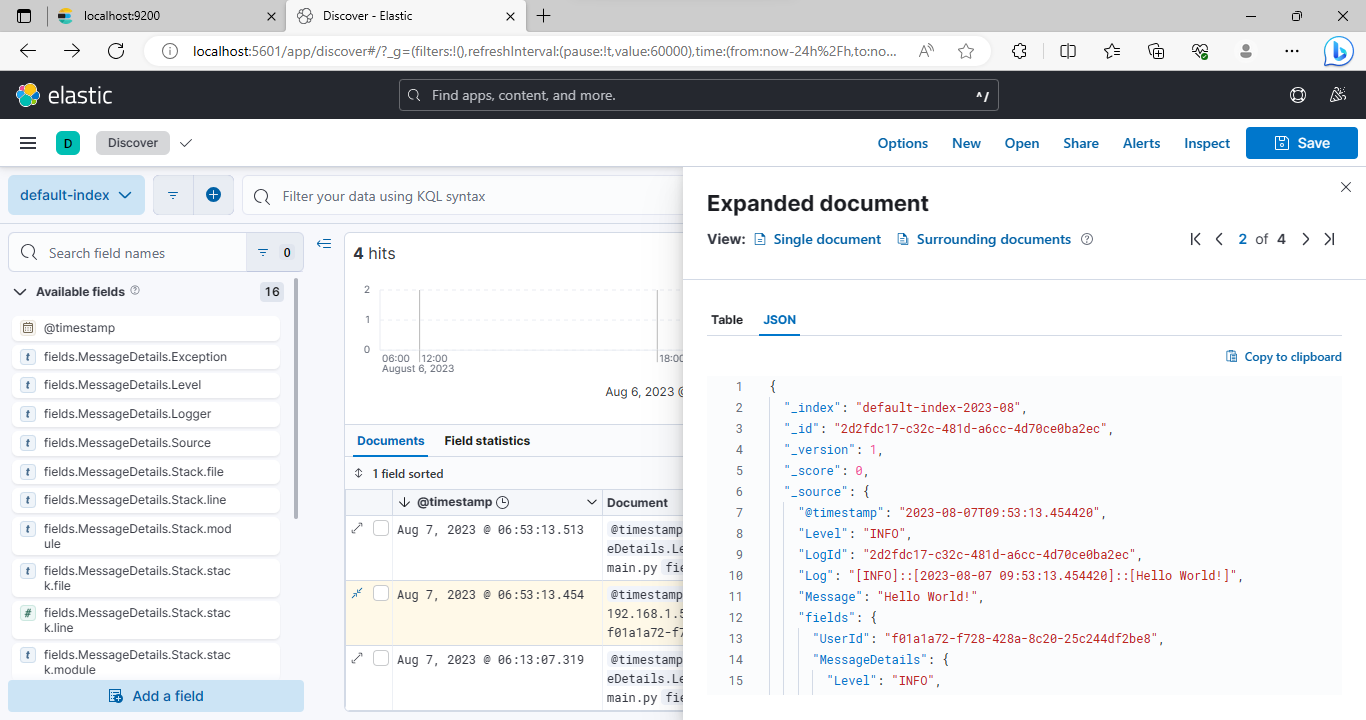 localhost:9200
Discover - Elastic
localhost:5601/app/discover#/?_g=(filters:!(),refreshInterval:(pause:!t,value:60000),time:(from:now-24h%2Fh,to:no...
elastic
Find apps, content, and more.
^/
D
Discover
Options
New
Open
Share
Alerts
Inspect
Save
default-index
Filter your data using KQL syntax
Search field names
0
Available fields
16
@timestamp
fields.MessageDetails.Exception
fields.MessageDetails.Level
fields.MessageDetails.Logger
fields.MessageDetails.Source
fields.MessageDetails.Stack.file
fields.MessageDetails.Stack.line
fields.MessageDetails.Stack.mod
ule
fields.MessageDetails.Stack.stac
k.file
fields.MessageDetails.Stack.stac
k.line
fields.MessageDetails.Stack.stac
k.module
Add a field
4 hits
2
1
0
06:00
12:00
18:00
August 6, 2023
Aug 6, 2023 @
Documents
Field statistics
1 field sorted
@timestamp
Document
Aug 7, 2023 @ 06:53:13.513
@timestamp
eDetails.Le
main.py fie
Aug 7, 2023 @ 06:53:13.454
@timestamp
192.168.1.5
f01a1a72-f7
Aug 7, 2023 @ 06:13:07.319
@timestamp
eDetails.Le
main.py fie
Expanded document
View:
Single document
Surrounding documents
2 of 4
Table
JSON
Copy to clipboard
1 {
2 "_index": "default-index-2023-08",
3 "_id": "2d2fdc17-c32c-481d-a6cc-4d70ce0ba2ec",
4 "_version": 1,
5 "_score": 0,
6 "_source": {
7 "@timestamp": "2023-08-07T09:53:13.454420",
8 "Level": "INFO",
9 "LogId": "2d2fdc17-c32c-481d-a6cc-4d70ce0ba2ec",
10 "Log": "[INFO]::[2023-08-07 09:53:13.454420]::[Hello World!]",
11 "Message": "Hello World!",
12 "fields": {
13 "UserId": "f01a1a72-f728-428a-8c20-25c244df2be8",
14 "MessageDetails": {
15 "Level": "INFO",